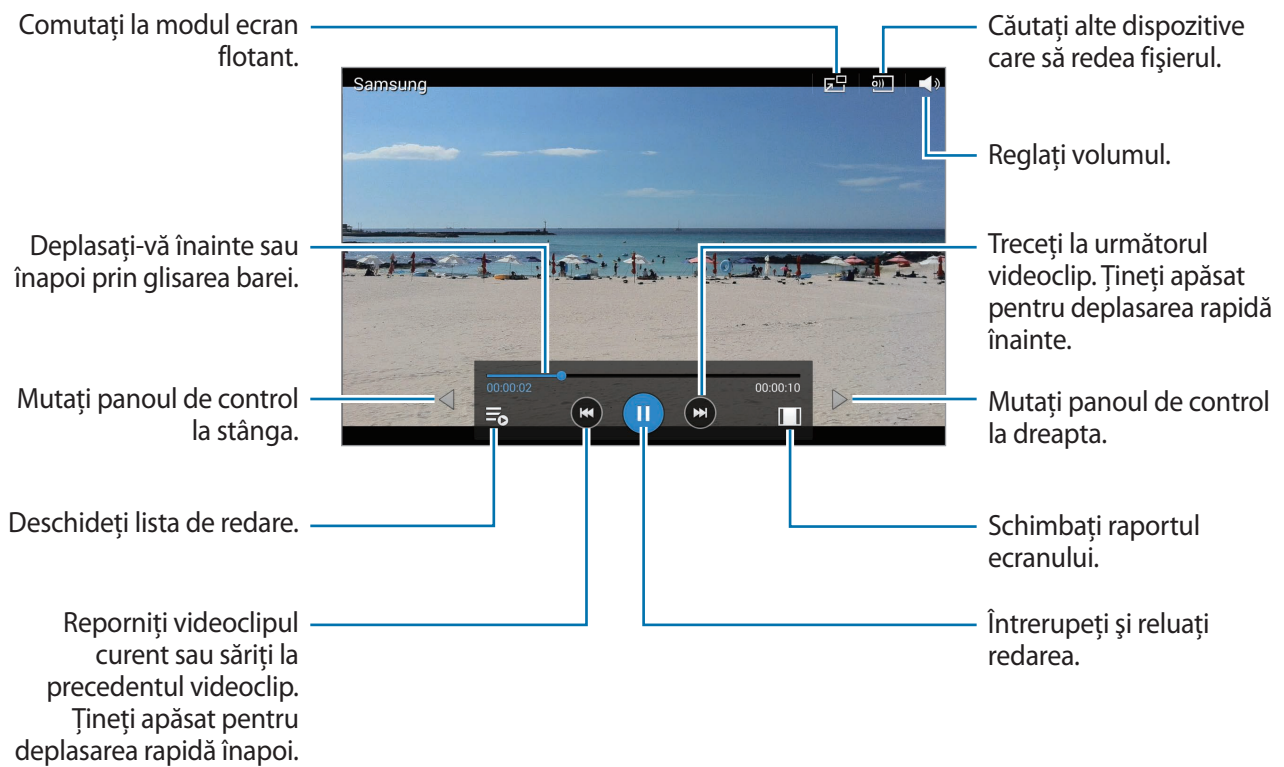 Comutați la modul ecran
flotant.
Căutați alte dispozitive
care să redea fişierul.
Samsung
Reglați volumul.
Deplasați-vă înainte sau
înapoi prin glisarea barei.
Treceți la următorul
videoclip. Țineți apăsat
pentru deplasarea rapidă
înainte.
00:00:02
00:00:10
Mutați panoul de control
la stânga.
Mutați panoul de control
la dreapta.
Deschideți lista de redare.
Schimbați raportul
ecranului.
Reporniți videoclipul
curent sau săriți la
precedentul videoclip.
Țineți apăsat pentru
deplasarea rapidă înapoi.
Întrerupeți şi reluați
redarea.